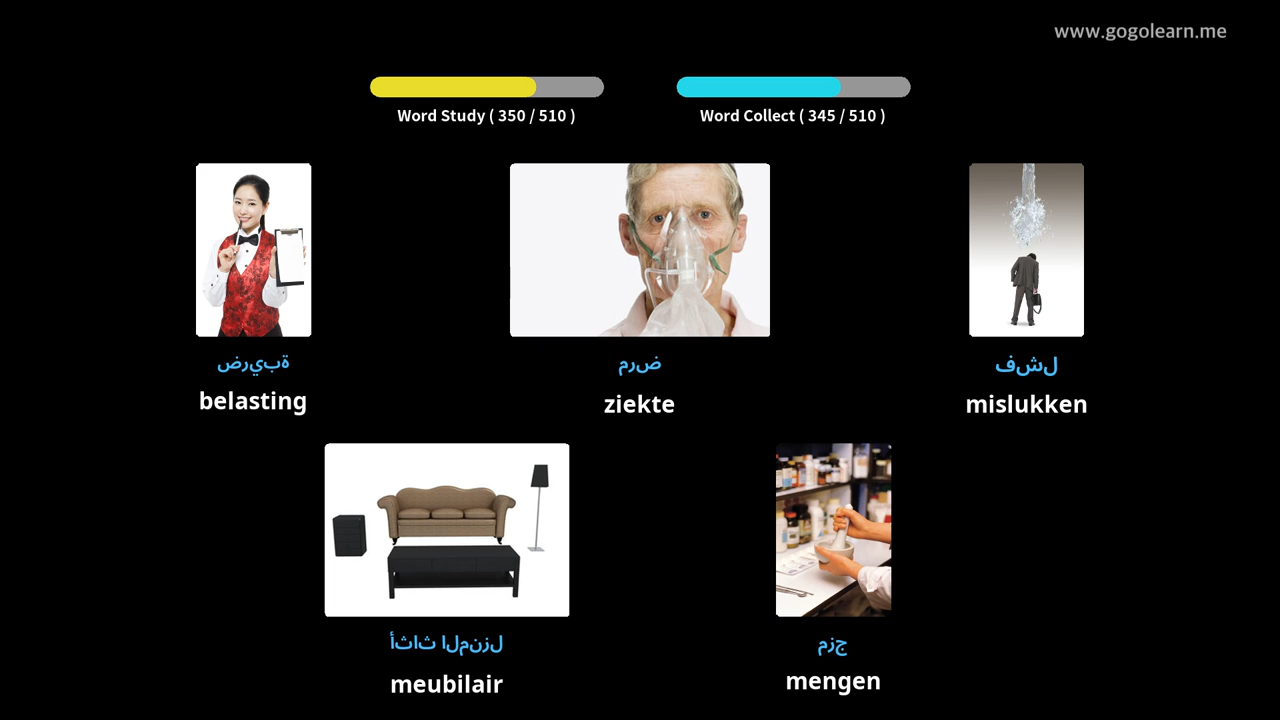 www.gogolearn.me
Word Study ( 350 / 510 )
Word Collect ( 345 / 510 )
ضريبة
belasting
مرض
ziekte
فشل
mislukken
أثاث المنزل
meubilair
مزج
mengen